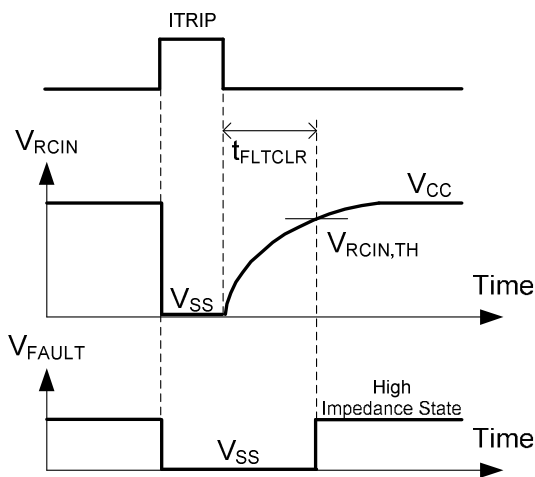 ITRIP
VRCIN
tFLTCLR
VCC
VRCIN,TH
VSS
Time
VFAULT
High
Impedance State
VSS
Time